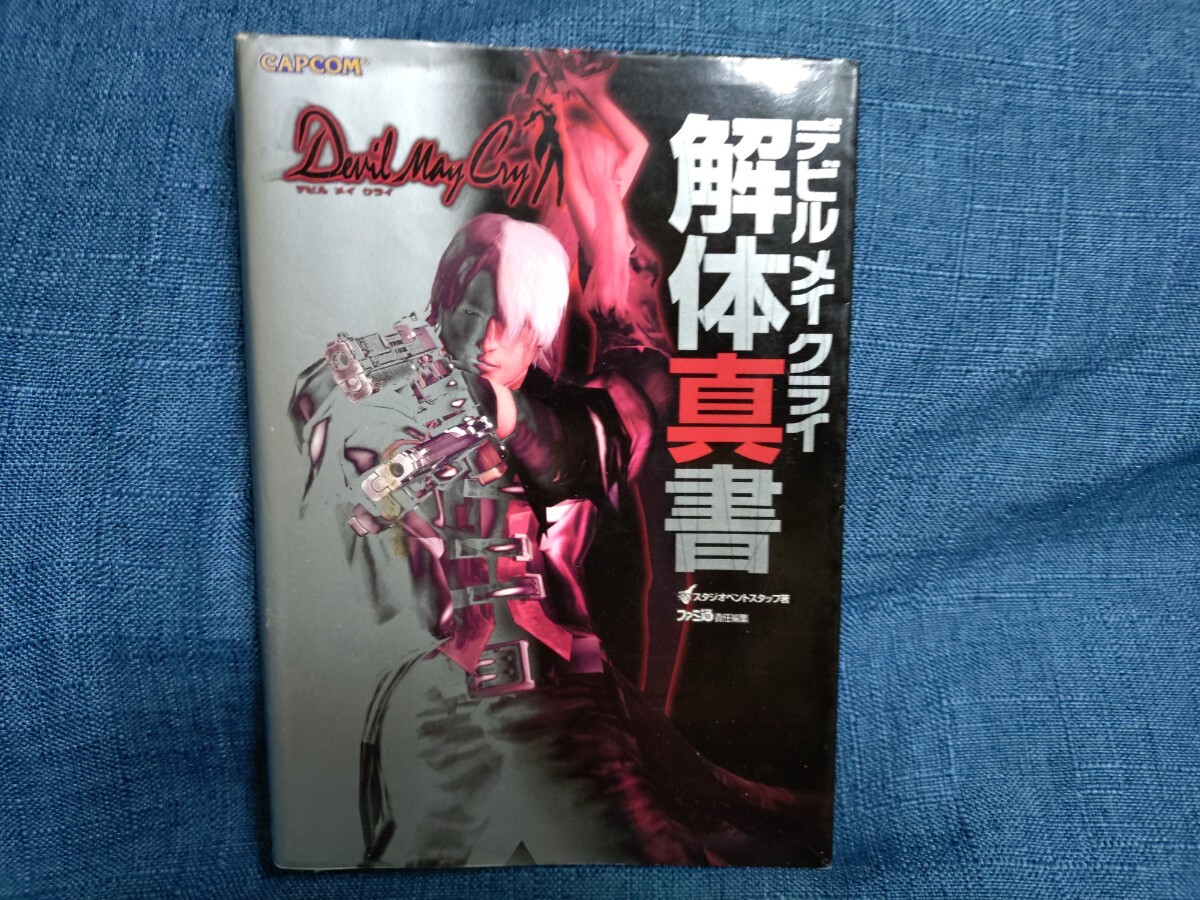 CAPCOM®
Devil May Cry
デビル メイ クライ
デビル メイ クライ
解体真書
スタジオベントスタッフ著
ファミ通責任編集